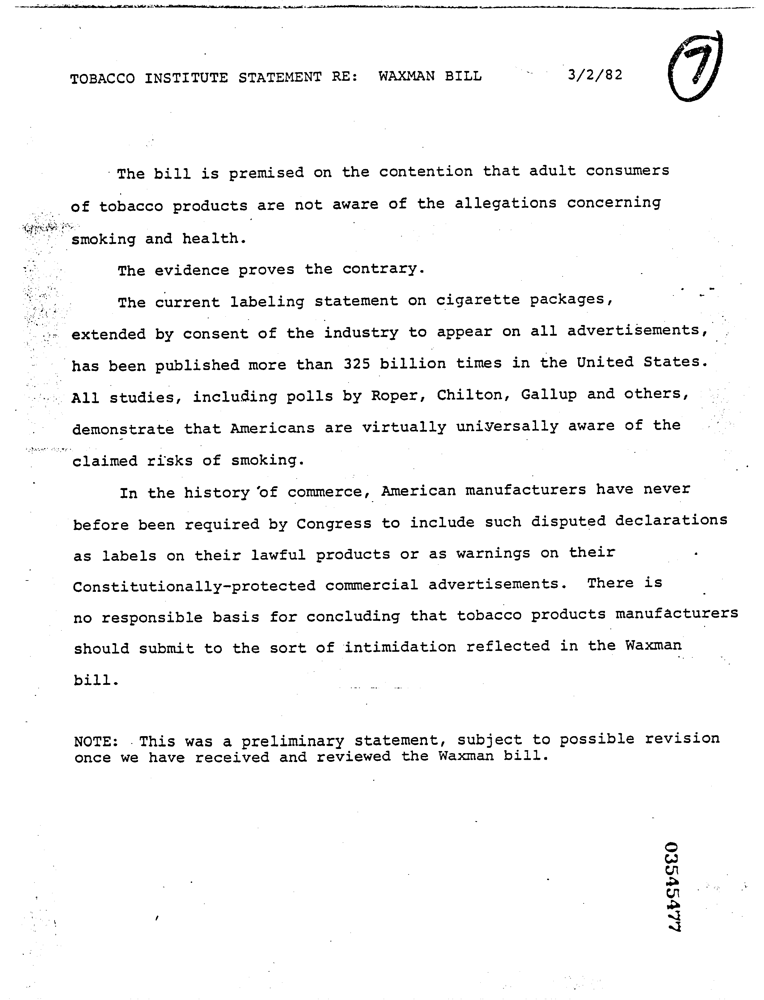 TOBACCO INSTITUTE STATEMENT RE: WAXMAN BILL 3/2/82
7
The bill is premised on the contention that adult consumers
of tobacco products are not aware of the allegations concerning
smoking and health.
The evidence proves the contrary.
The current labeling statement on cigarette packages,
extended by consent of the industry to appear on all advertisements,
has been published more than 325 billion times in the United States.
All studies, including polls by Roper, Chilton, Gallup and others,
demonstrate that Americans are virtually universally aware of the
claimed risks of smoking.
In the history of commerce, American manufacturers have never
before been required by Congress to include such disputed declarations
as labels on their lawful products or as warnings on their
Constitutionally-protected commercial advertisements. There is
no responsible basis for concluding that tobacco products manufacturers
should submit to the sort of intimidation reflected in the Waxman
bill.
NOTE: This was a preliminary statement, subject to possible revision
once we have received and reviewed the Waxman bill.
03545477